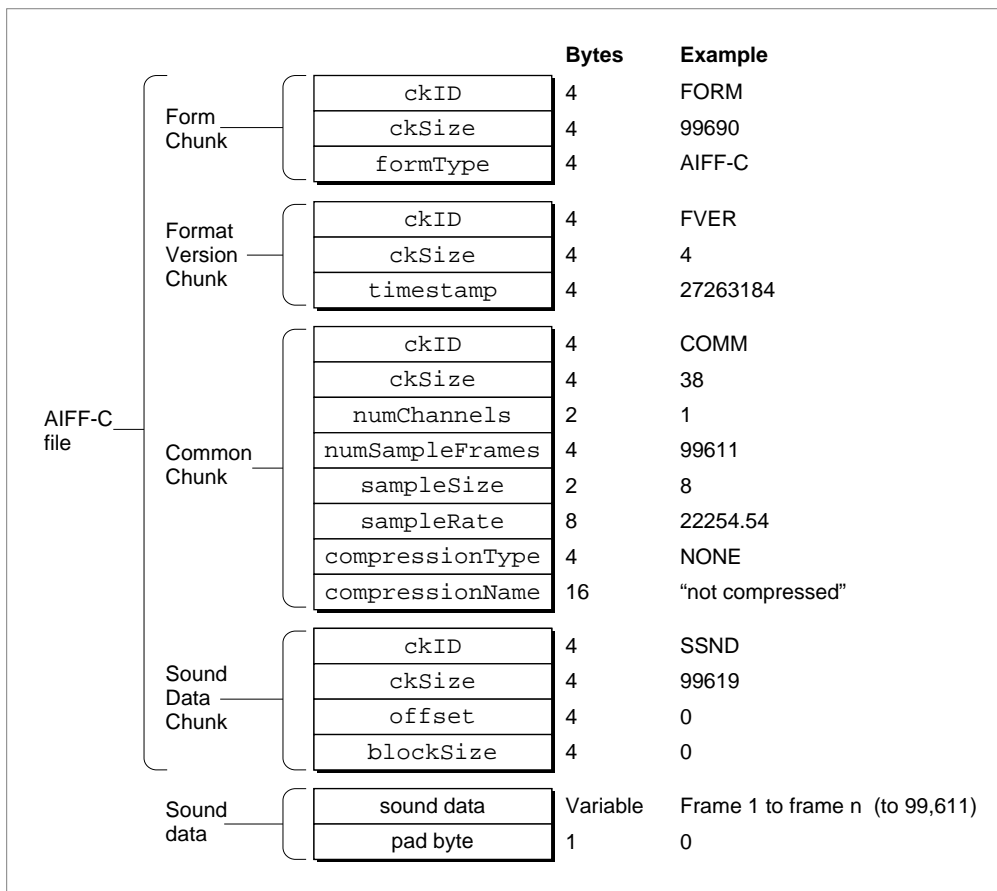 Bytes Example
Form Chunk
ckID 4 FORM
ckSize 4 99690
formType 4 AIFF-C
Format Version Chunk
ckID 4 FVER
ckSize 4 4
timestamp 4 27263184
AIFF-C file
Common Chunk
ckID 4 COMM
ckSize 4 38
numChannels 2 1
numSampleFrames 4 99611
sampleSize 2 8
sampleRate 8 22254.54
compressionType 4 NONE
compressionName 16 “not compressed”
Sound Data Chunk
ckID 4 SSND
ckSize 4 99619
offset 4 0
blockSize 4 0
Sound data
sound data Variable Frame 1 to frame n (to 99,611)
pad byte 1 0